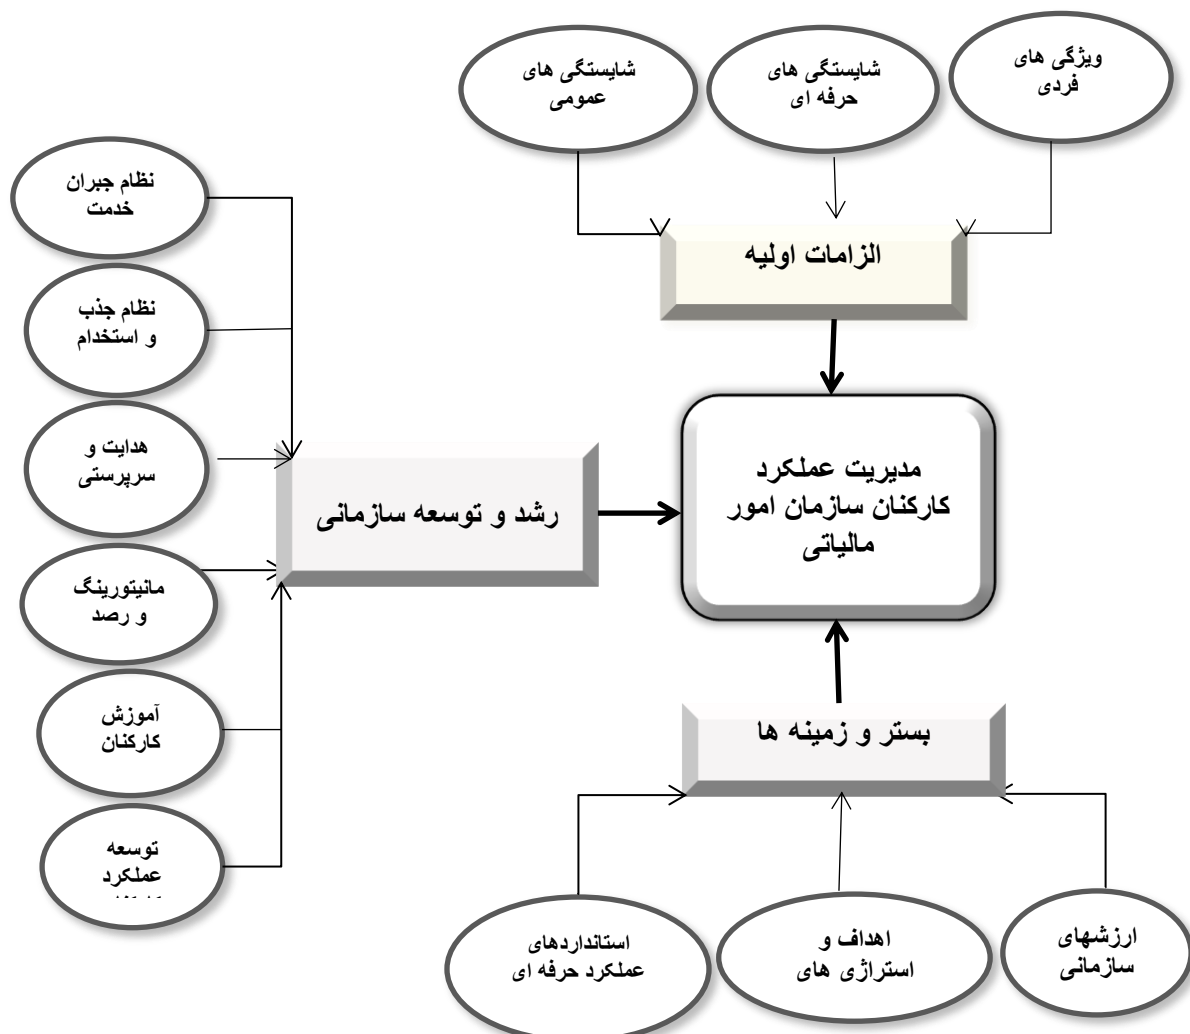 ویژگی های
فردی
شایستگی های
حرفه ای
شایستگی های
عمومی
الزامات اولیه
نظام جبران
خدمت
نظام جذب
و استخدام
هدایت و
سرپرستی
مانیتورینگ
و رصد
آموزش
کارکنان
توسعه
عملکرد
رشد و توسعه سازمانی
مدیریت عملکرد
کارکنان سازمان امور
مالیاتی
بستر و زمینه ها
ارزشهای
سازمانی
اهداف و
استراتژی های
استانداردهای
عملکرد حرفه ای